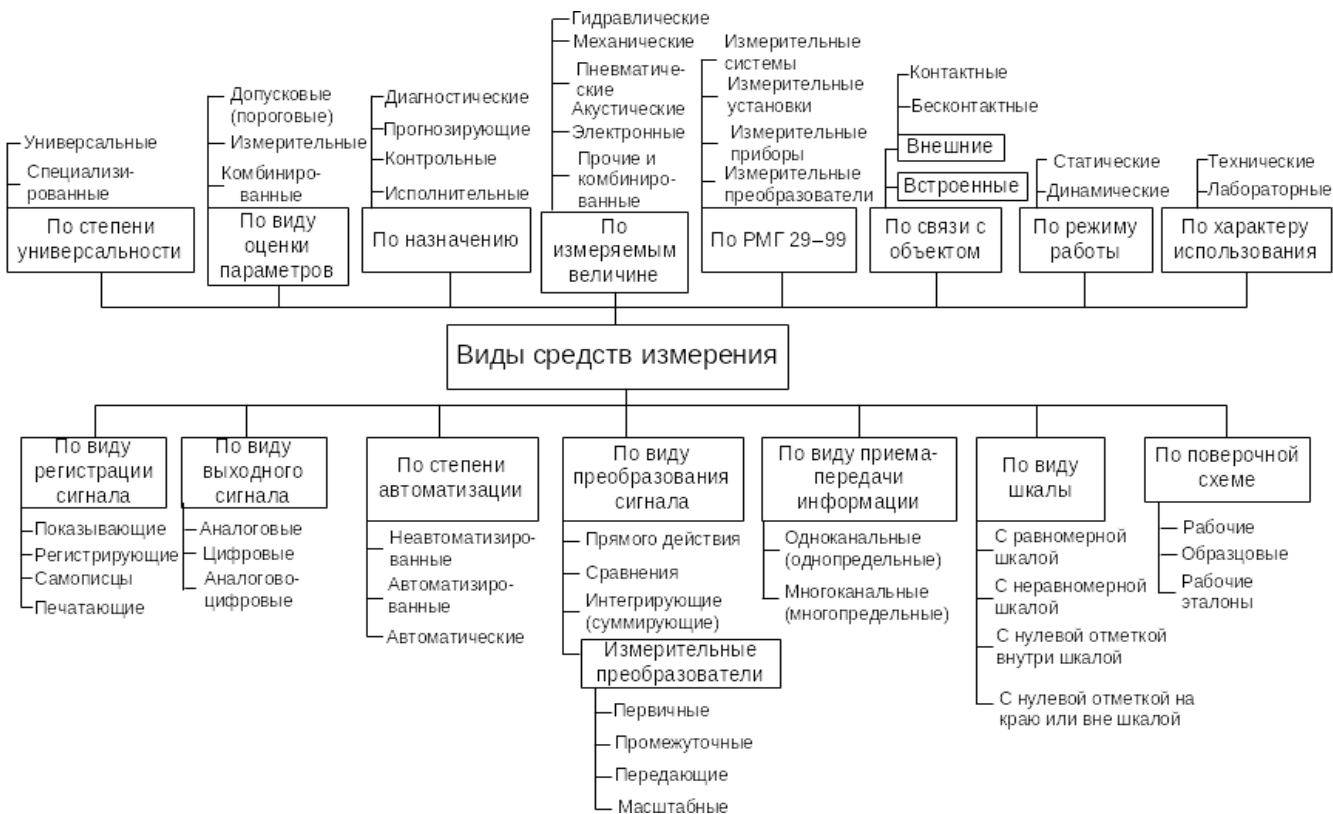 Универсальные
Специализи-
рованные
По степени
универсальности
Допусковые
(пороговые)
Измерительные
Комбиниро-
ванные
По виду
оценки
параметров
Диагностические
Прогнозирующие
Контрольные
Исполнительные
По назначению
Гидравлические
Механические
Пневматиче-
ские
Акустические
Электронные
Прочие и
комбиниро-
ванные
По
измеряемым
величине
Измерительные
системы
Измерительные
установки
Измерительные
приборы
Измерительные
преобразователи
По РМГ 29–99
Контактные
Бесконтактные
Внешние
Встроенные
По связи с
объектом
Статические
Динамические
По режиму
работы
Технические
Лабораторные
По характеру
использования
Виды средств измерения
По виду
регистрации
сигнала
Показывающие
Регистрирующие
Самописцы
Печатающие
По виду
выходного
сигнала
Аналоговые
Цифровые
Аналогово-
цифровые
По степени
автоматизации
Неавтоматизиро-
ванные
Автоматизиро-
ванные
Автоматические
По виду
преобразования
сигнала
Прямого действия
Сравнения
Интегрирующие
(суммирующие)
Измерительные
преобразователи
Первичные
Промежуточные
Передающие
Масштабные
По виду приема-
передачи
информации
Одноканальные
(однопредельные)
Многоканальные
(многопредельные)
По виду
шкалы
С равномерной
шкалой
С неравномерной
шкалой
С нулевой отметкой
внутри шкалой
С нулевой отметкой на
краю или вне шкалой
По поверочной
схеме
Рабочие
Образцовые
Рабочие
эталоны